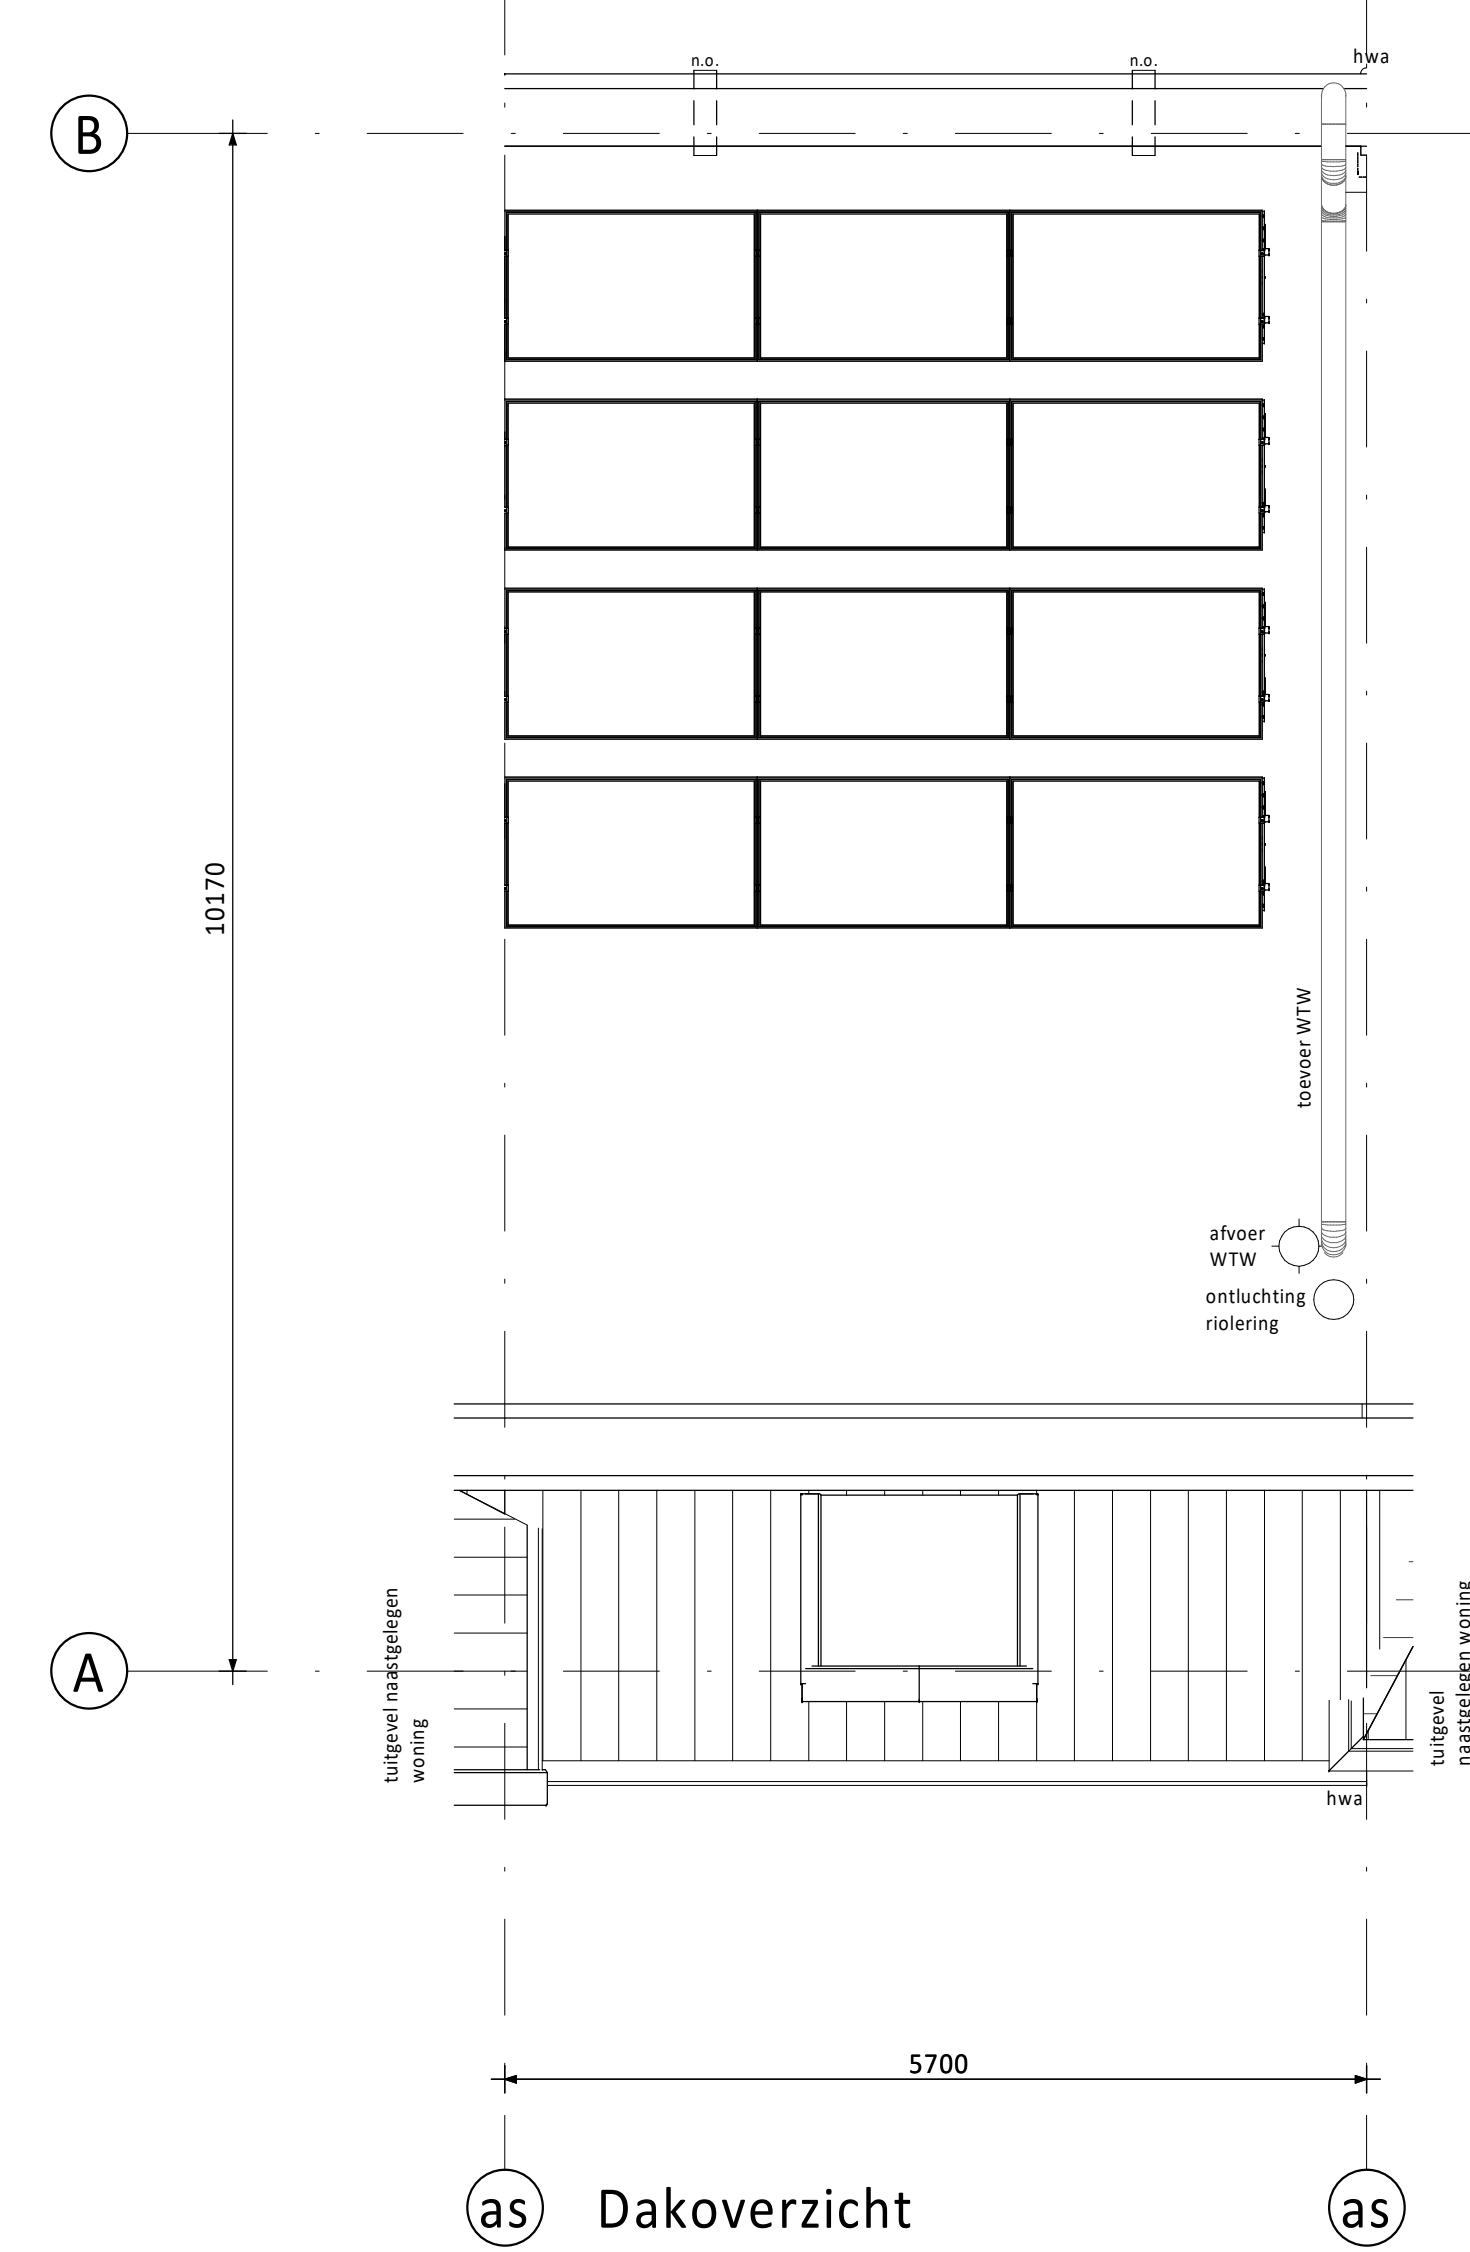 n.o.
n.o.
hwa
B
10170
toevoer WTW
afvoer
WTW
ontluchting
riolering
tuitgevel naastgelegen
woning
A
tuitgevel
naastgelegen woning
hwa
5700
as
Dakoverzicht
as